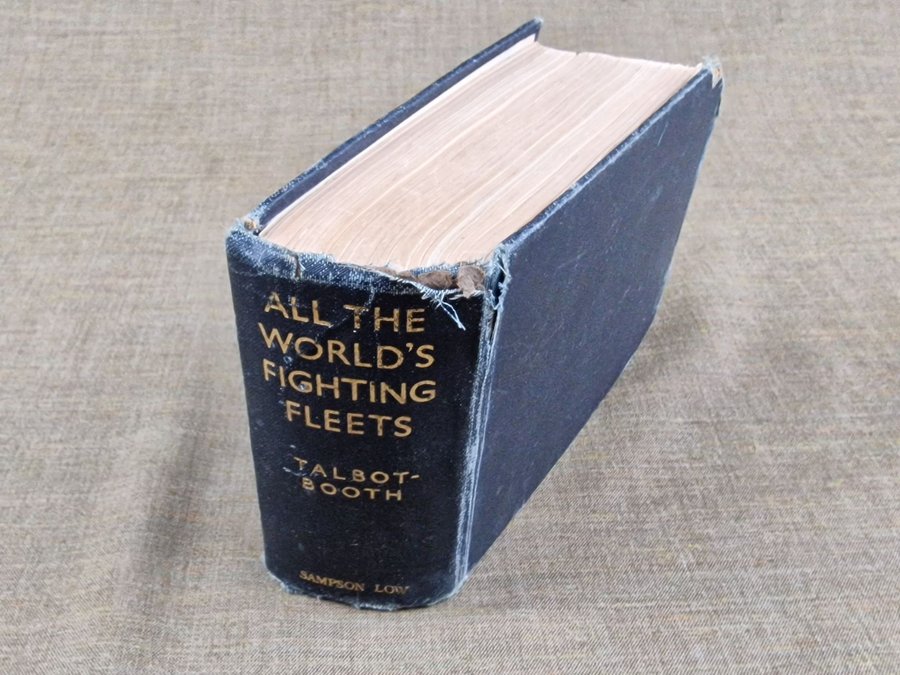 ALL THE
WORLD'S
FIGHTING
FLEETS
TALBOT-
BOOTH
SAMPSON LOW